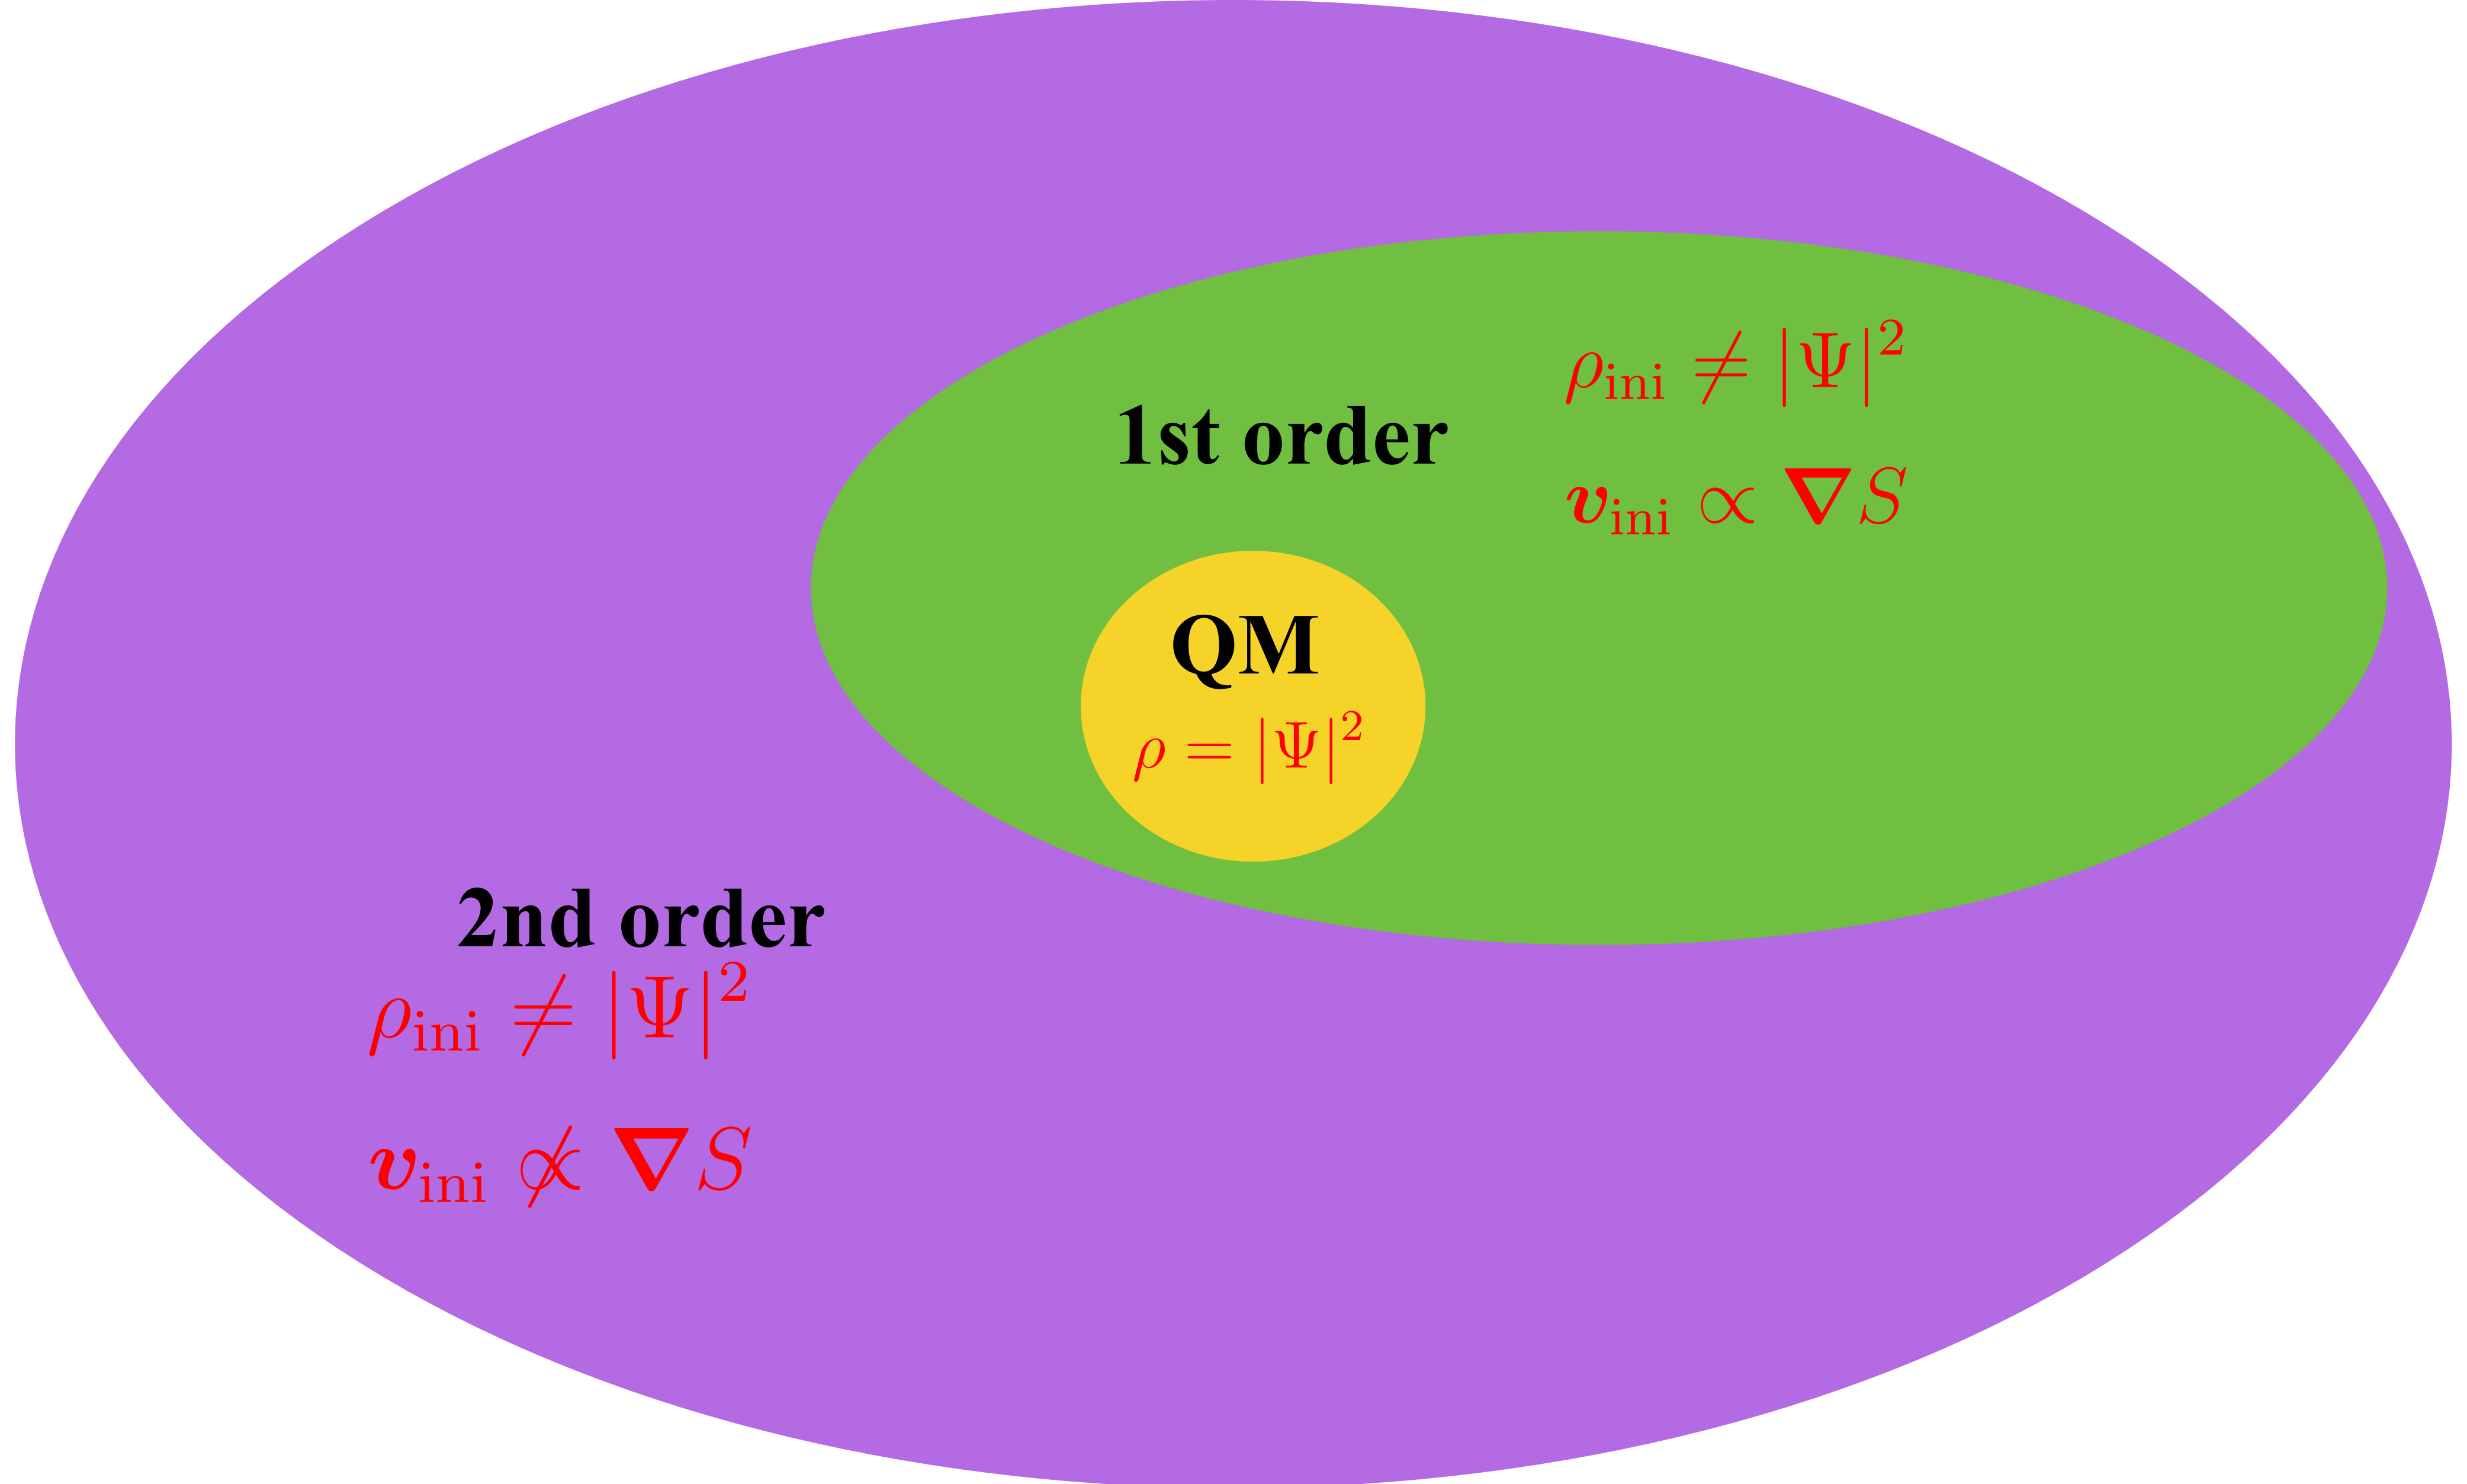 ρ_ini ≠ |Ψ|²
1st order
v_ini ∝ ∇S
QM
ρ = |Ψ|²
2nd order
ρ_ini ≠ |Ψ|²
v_ini ∝̸ ∇S